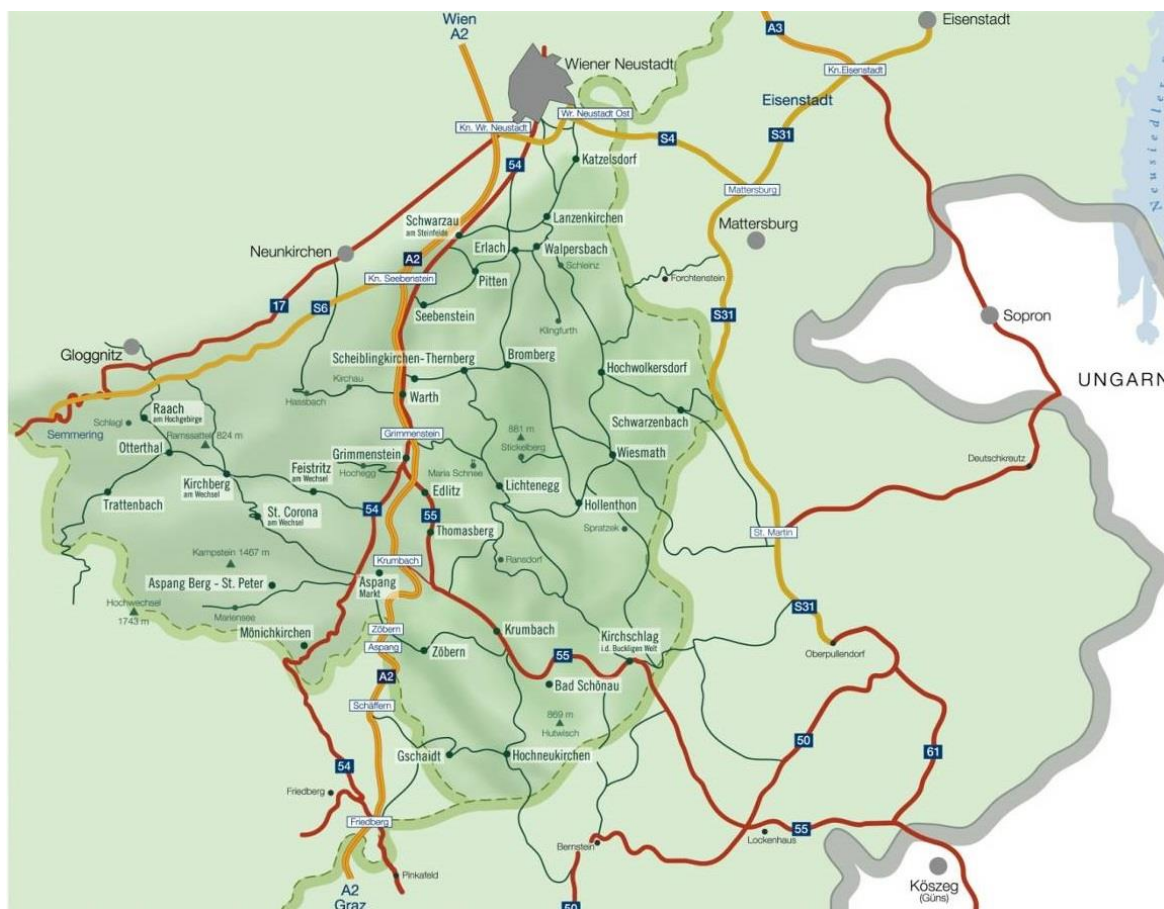 Wien
A2
A3
Eisenstadt
Wiener Neustadt
Kn.Eisenstadt
Neusiedler
Eisenstadt
Wr. Neustadt Ost
Kn. Wr. Neustadt
S4
S31
54
Katzelsdorf
Mattersburg
Lanzenkirchen
Schwarzau
am Steinfelde
Mattersburg
Erlach
Walpersbach
Neunkirchen
A2
Schleinz
Kn. Seebenstein
Pitten
Forchtenstein
17
S6
Seebenstein
S31
Sopron
Klingfurth
Gloggnitz
Scheiblingkirchen-Thernberg
Bromberg
Hochwolkersdorf
UNGARN
Kirchau
Hassbach
Warth
Raach
am Hochgebirge
Schlagl
Schwarzenbach
Semmering
Ramssattel 824 m
Grimmenstein
881 m
Stickelberg
Otterthal
Grimmenstein
Wiesmath
Deutschkreutz
Hochegg
Maria Schnee
Feistritz
am Wechsel
Kirchberg
am Wechsel
Lichtenegg
Trattenbach
Edlitz
Hollenthon
St. Corona
am Wechsel
54
55
Spratzek
Thomasberg
St. Martin
Kampstein 1467 m
Krumbach
Ransdorf
Aspang Berg - St. Peter
Aspang
Markt
Hochwechsel
1743 m
Mariensee
S31
Zöbern
Krumbach
Mönichkirchen
Aspang
Zöbern
Kirchschlag
i.d. Buckligen Welt
Oberpullendorf
55
A2
Bad Schönau
Schäffern
869 m
Hutwisch
50
61
Gschaidt
Hochneukirchen
54
Friedberg
Friedberg
55
Lockenhaus
Bernstein
Pinkafeld
Köszeg
(Güns)
A2
Graz
50